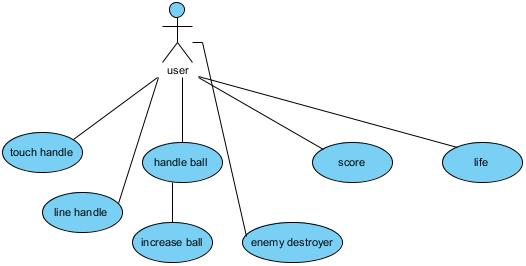 user
touch handle
handle ball
score
life
line handle
increase ball
enemy destroyer